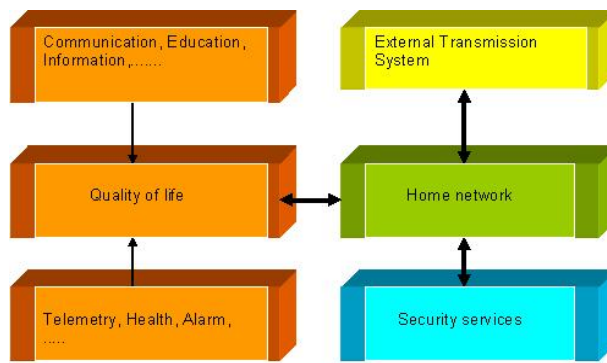 Communication, Education,
Information,.......
External Transmission
System
Quality of life
Home network
Telemetry, Health, Alarm,
.....
Security services